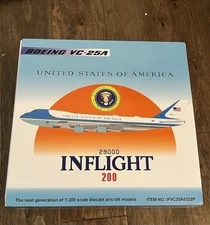 BOEING VC-25A
UNITED STATES OF AMERICA
29000
INFLIGHT
200
The next generation of 1:200 scale diecast aircraft models
ITEM NO. IFVC25A0322P